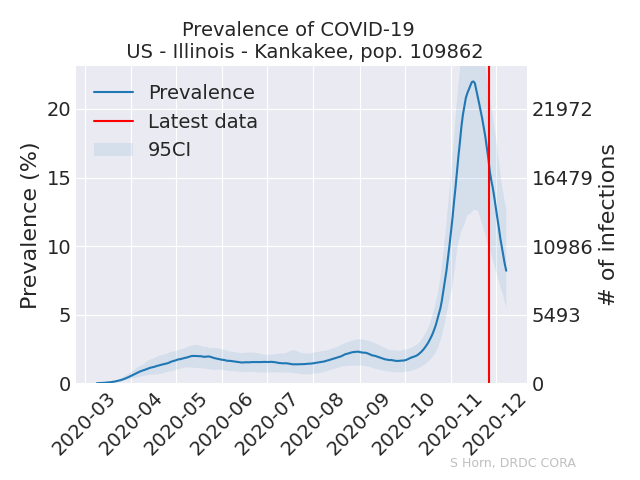 Prevalence of COVID-19
US - Illinois - Kankakee, pop. 109862
Prevalence
Latest data
95CI
Prevalence (%)
20
15
10
5
0
21972
16479
10986
5493
0
# of infections
2020-03
2020-04
2020-05
2020-06
2020-07
2020-08
2020-09
2020-10
2020-11
2020-12
S Horn, DRDC CORA